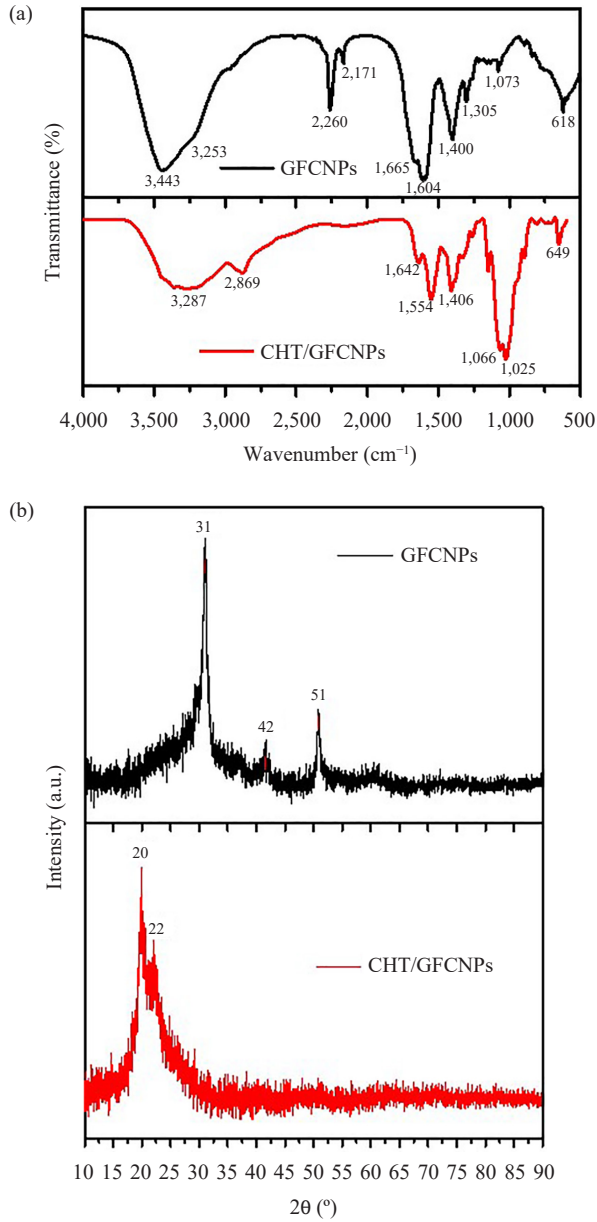 (a)
2,171
1,073
2,260
1,305
618
3,253
1,400
1,665
3,443
GFCNPs
1,604
Transmittance (%)
1,642
2,869
649
3,287
1,554
1,406
CHT/GFCNPs
1,066
1,025
4,000 3,500 3,000 2,500 2,000 1,500 1,000 500
Wavenumber (cm⁻¹)
(b)
31
GFCNPs
51
42
Intensity (a.u.)
20
22
CHT/GFCNPs
10 15 20 25 30 35 40 45 50 55 60 65 70 75 80 85 90
2θ (º)